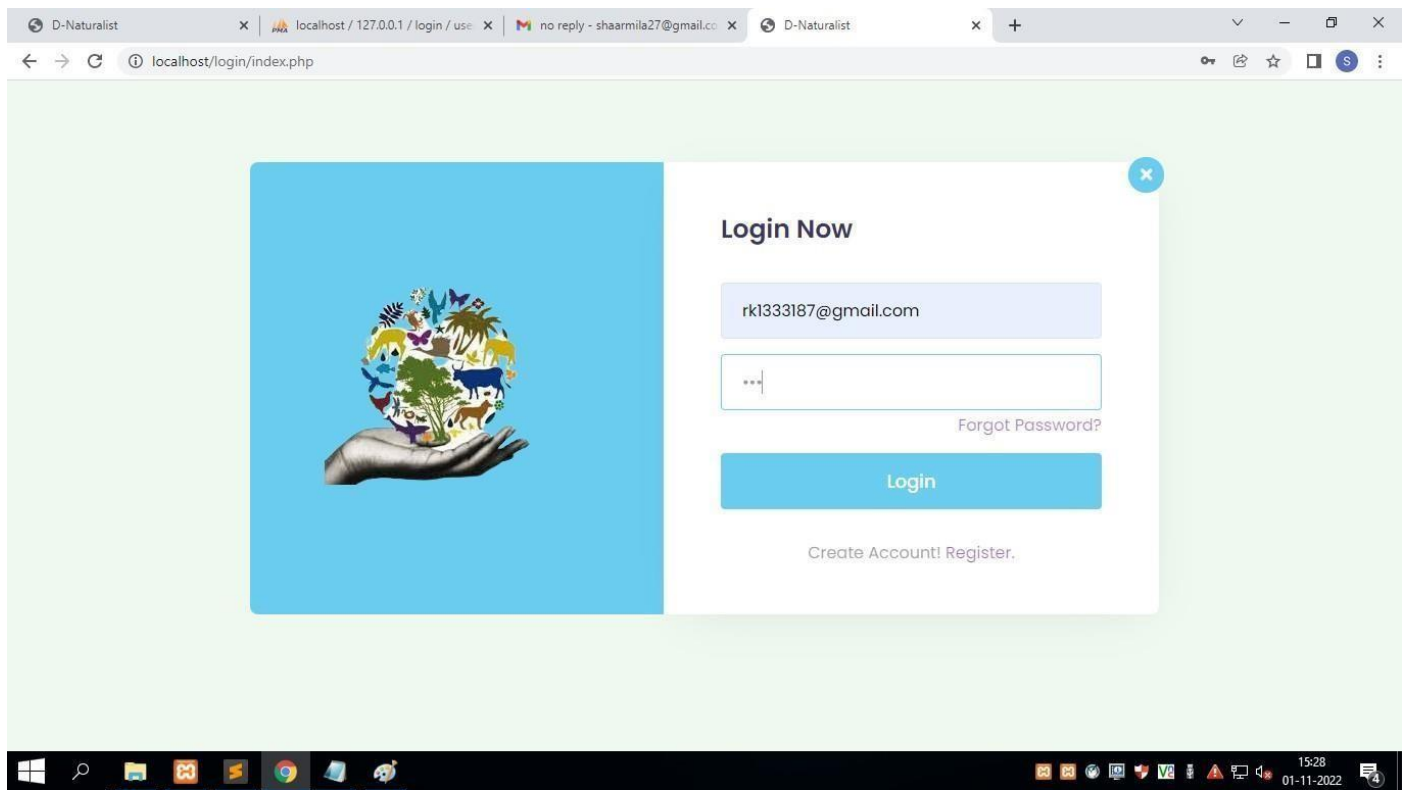 D-Naturalist
localhost / 127.0.0.1 / login / use
no reply - shaarmila27@gmail.co
D-Naturalist
localhost/login/index.php
S
Login Now
rk1333187@gmail.com
Forgot Password?
Login
Create Account! Register.
15:28
01-11-2022
4